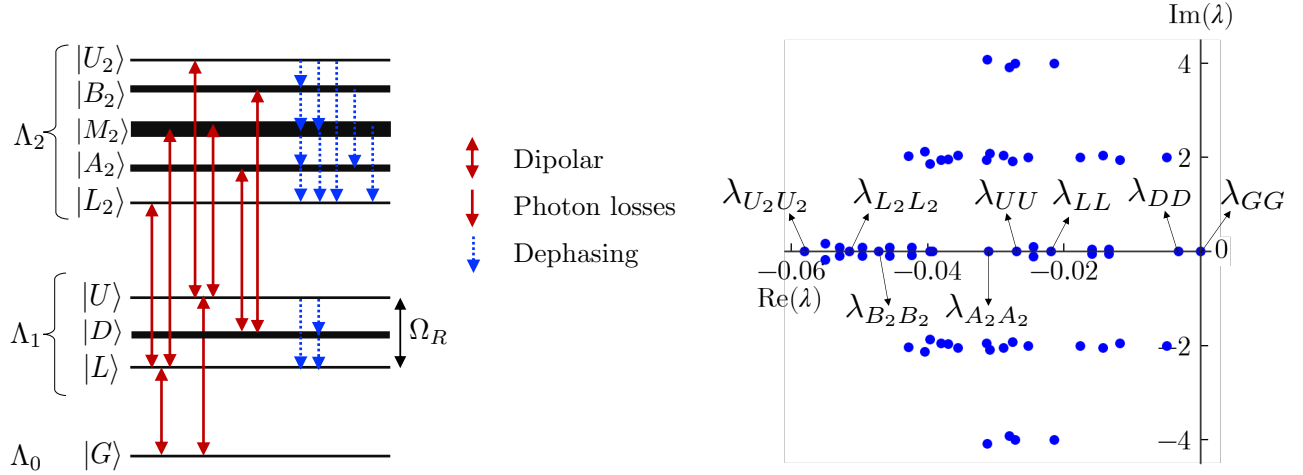 Λ₂
|U₂⟩
|B₂⟩
|M₂⟩
|A₂⟩
|L₂⟩
Λ₁
|U⟩
|D⟩
|L⟩
Λ₀
|G⟩
Ω_R
Dipolar
Photon losses
Dephasing
Im(λ)
4
2
λ_{U₂U₂}
λ_{L₂L₂}
λ_{UU}
λ_{LL}
λ_{DD}
λ_{GG}
0
−0.06
−0.04
−0.02
Re(λ)
λ_{B₂B₂}
λ_{A₂A₂}
−2
−4